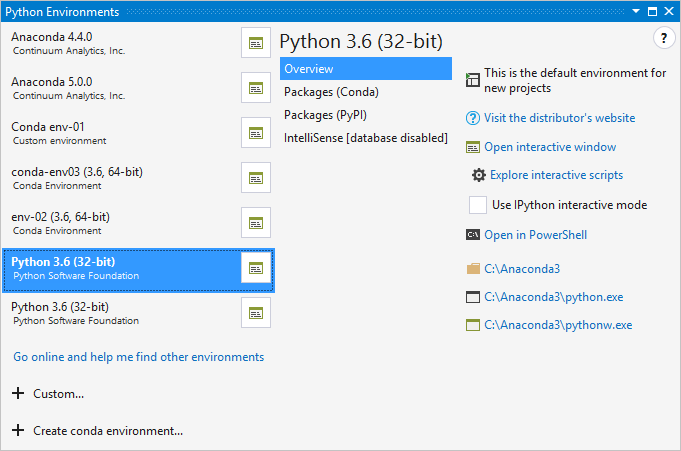 Python Environments
Anaconda 4.4.0
Continuum Analytics, Inc.
Anaconda 5.0.0
Continuum Analytics, Inc.
Conda env-01
Custom environment
conda-env03 (3.6, 64-bit)
Conda Environment
env-02 (3.6, 64-bit)
Conda Environment
Python 3.6 (32-bit)
Python Software Foundation
Python 3.6 (32-bit)
Python Software Foundation
Go online and help me find other environments
+ Custom...
+ Create conda environment...
Python 3.6 (32-bit)
?
Overview
Packages (Conda)
Packages (PyPI)
IntelliSense [database disabled]
This is the default environment for
new projects
Visit the distributor's website
Open interactive window
Explore interactive scripts
Use IPython interactive mode
Open in PowerShell
C:\Anaconda3
C:\Anaconda3\python.exe
C:\Anaconda3\pythonw.exe